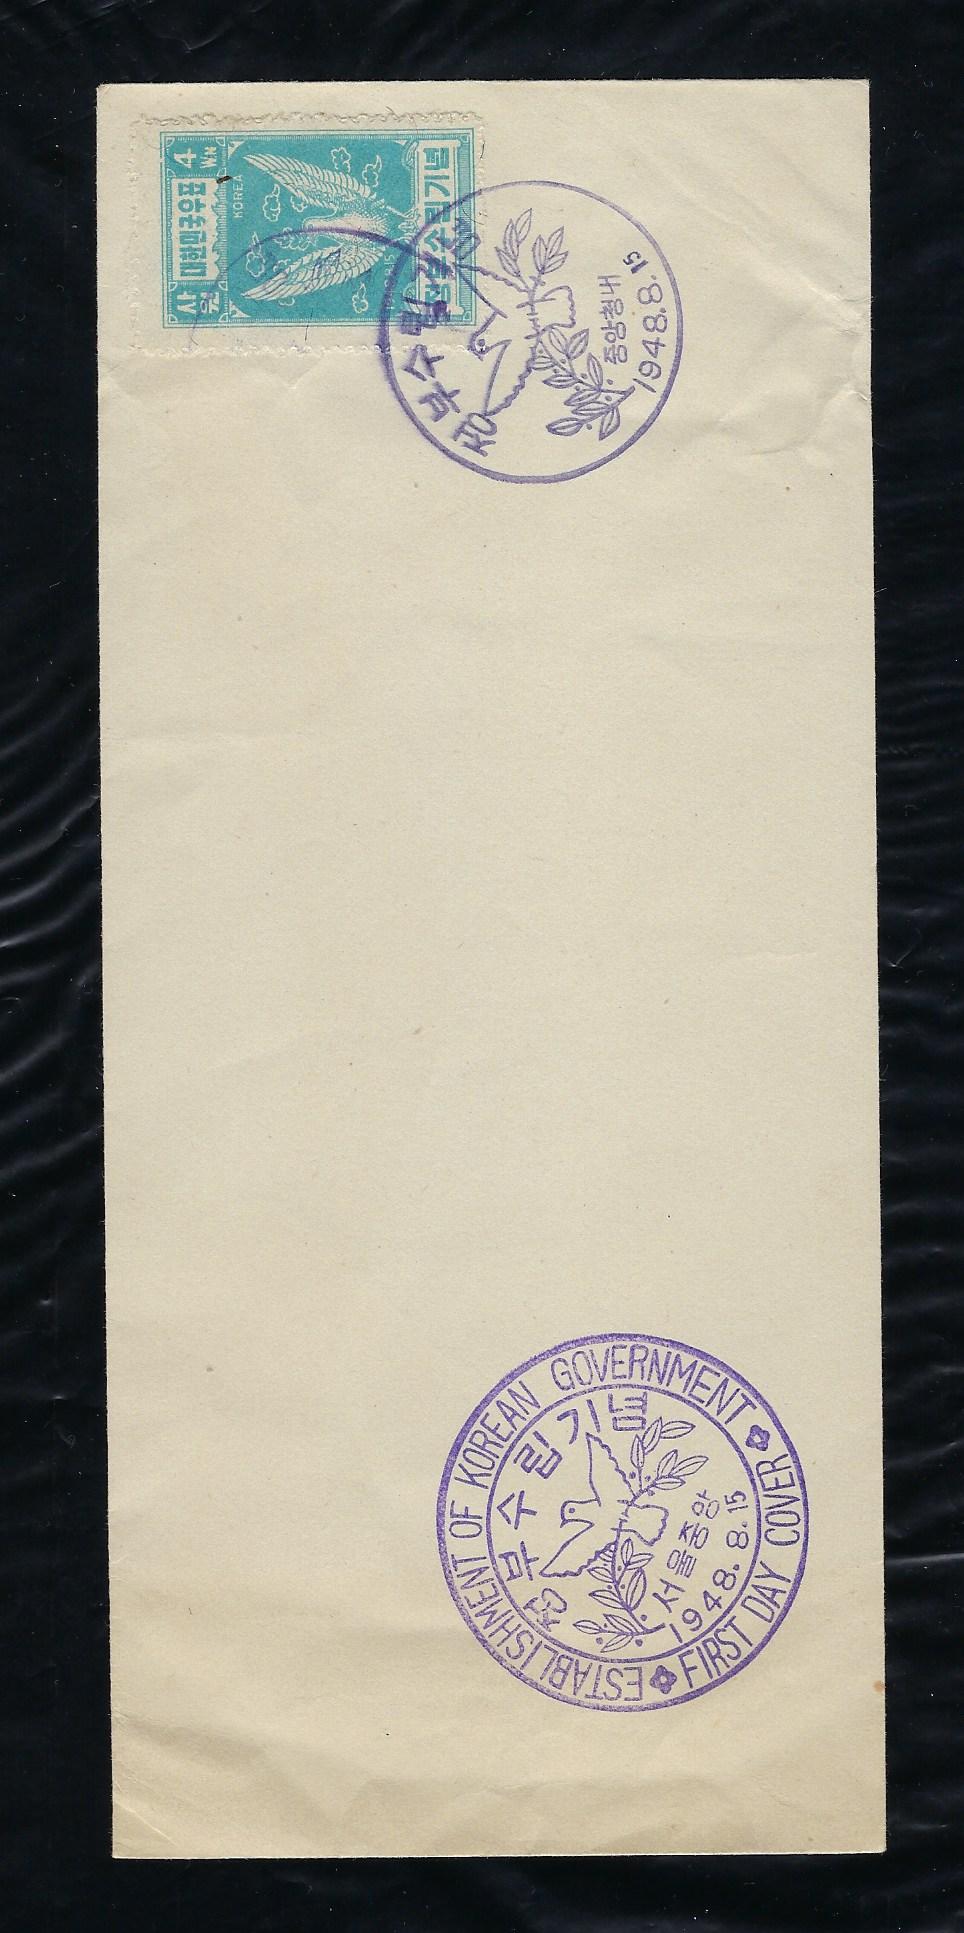 정부수립기념
KOREA
4 WN
대한민국우표
사원
정부수립기념
중앙청내
1948.8.15
ESTABLISHMENT OF KOREAN GOVERNMENT
정부수립기념
서울중앙
1948.8.15
FIRST DAY COVER